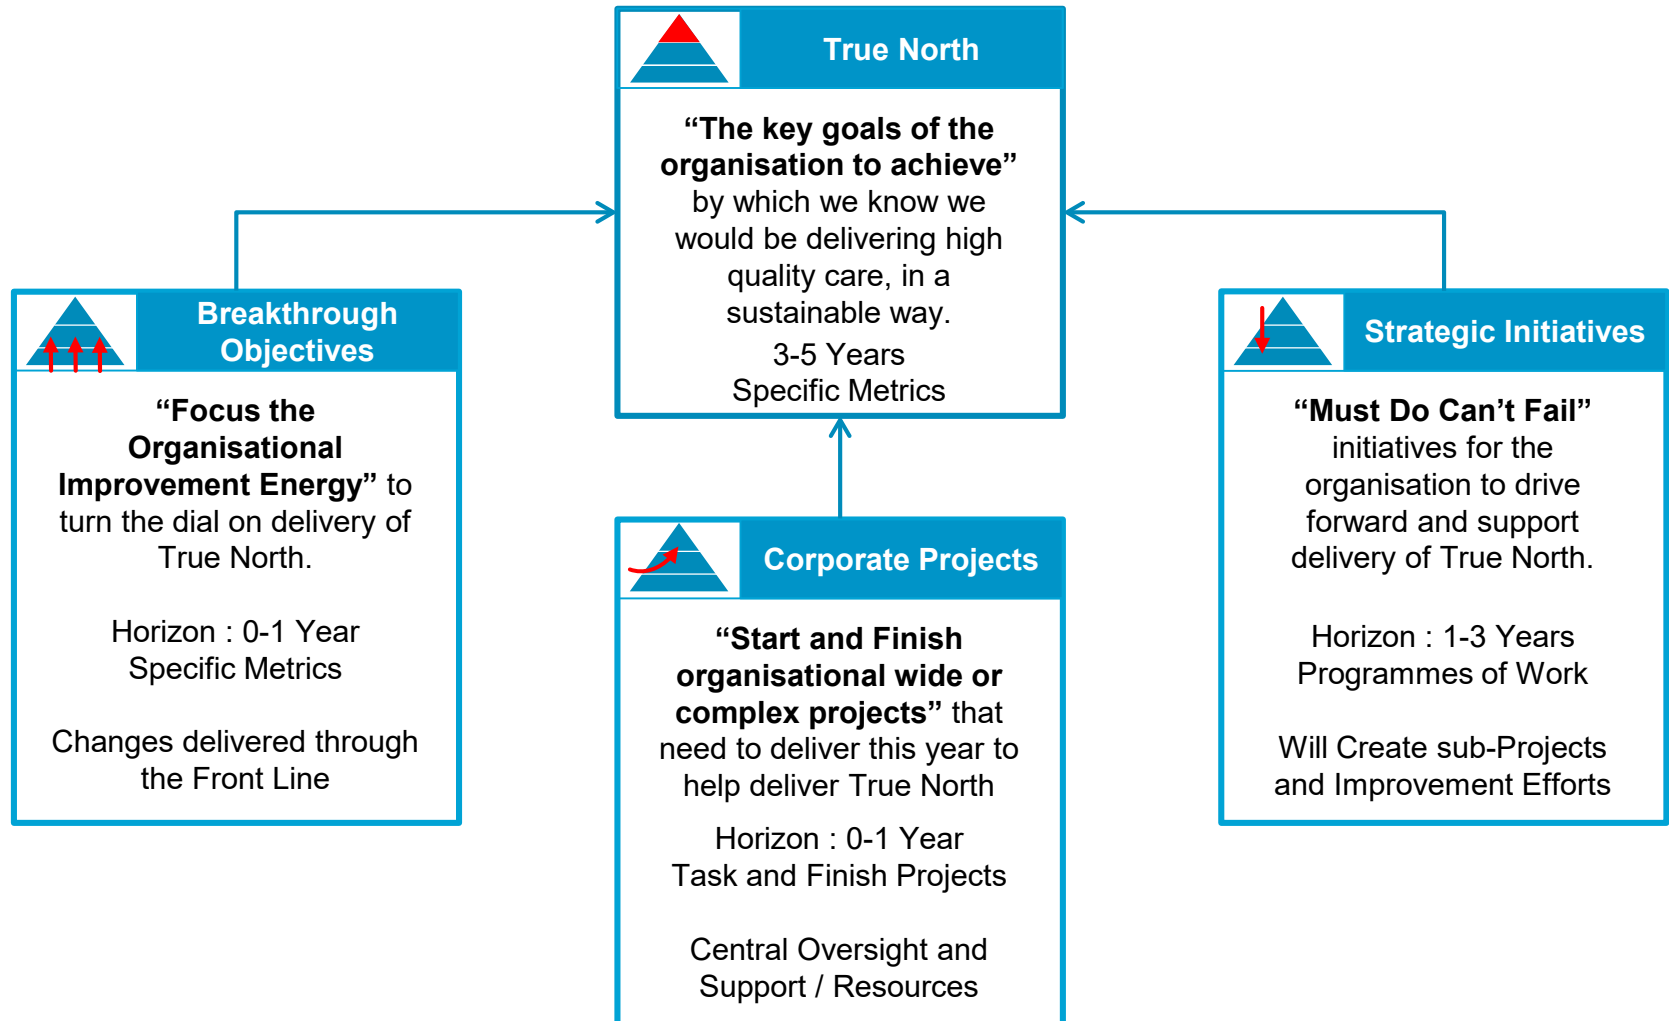 True North
“The key goals of the
organisation to achieve”
by which we know we
would be delivering high
quality care, in a
sustainable way.
3-5 Years
Specific Metrics
Breakthrough
Objectives
“Focus the
Organisational
Improvement Energy” to
turn the dial on delivery of
True North.
Horizon : 0-1 Year
Specific Metrics
Changes delivered through
the Front Line
Corporate Projects
“Start and Finish
organisational wide or
complex projects” that
need to deliver this year to
help deliver True North
Horizon : 0-1 Year
Task and Finish Projects
Central Oversight and
Support / Resources
Strategic Initiatives
“Must Do Can’t Fail”
initiatives for the
organisation to drive
forward and support
delivery of True North.
Horizon : 1-3 Years
Programmes of Work
Will Create sub-Projects
and Improvement Efforts